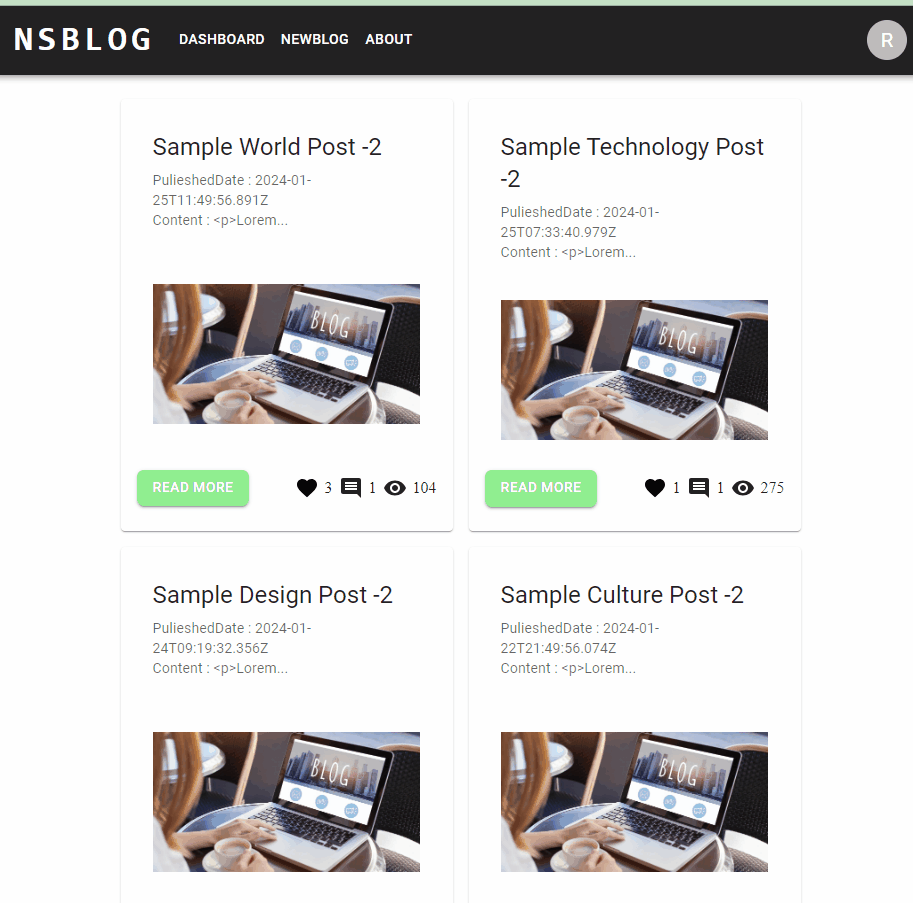 NSBLOG DASHBOARD NEWBLOG ABOUT R
Sample World Post -2
PulieshedDate : 2024-01-
25T11:49:56.891Z
Content : <p>Lorem...
BLOG
READ MORE 3 1 104
Sample Technology Post
-2
PulieshedDate : 2024-01-
25T07:33:40.979Z
Content : <p>Lorem...
BLOG
READ MORE 1 1 275
Sample Design Post -2
PulieshedDate : 2024-01-
24T09:19:32.356Z
Content : <p>Lorem...
BLOG
Sample Culture Post -2
PulieshedDate : 2024-01-
22T21:49:56.074Z
Content : <p>Lorem...
BLOG